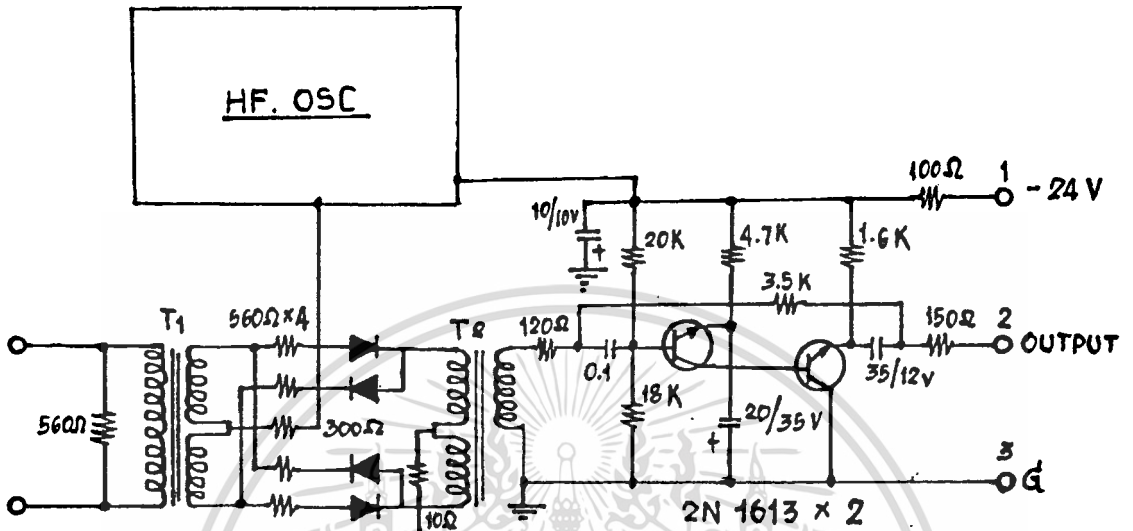 HF. OSC
100Ω
1
- 24 V
10/10V
+
20K
4.7K
1.6K
3.5K
T1
560Ω×4
T2
120Ω
150Ω
2
OUTPUT
0.1
35/12v
560Ω
300Ω
18K
20/35V
+
3
G
10Ω
2N 1613 × 2